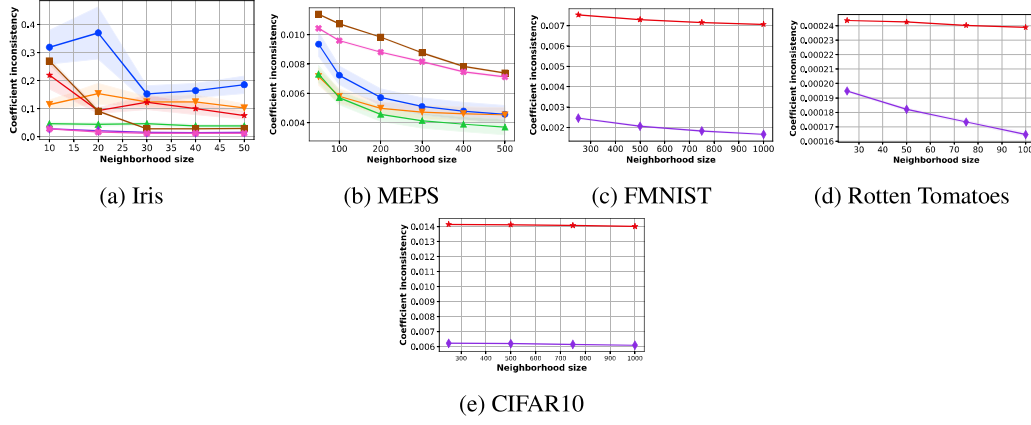 Coefficient inconsistency
0,4
0,3
0,2
0,1
0,0
10 15 20 25 30 35 40 45 50
Neighborhood size
(a) Iris
Coefficient inconsistency
0.010
0.008
0.006
0.004
100 200 300 400 500
Neighborhood size
(b) MEPS
Coefficient inconsistency
0.007
0.006
0.005
0.004
0.002
300 400 500 600 700 800 900 1000
Neighborhood size
(c) FMNIST
Coefficient inconsistency
0.00024
0.00023
0.00021
0.00020
0.00019
0.00017
0.00016
30 40 50 60 70 80 90 100
Neighborhood size
(d) Rotten Tomatoes
Coefficient inconsistency
0.014
0.013
0.012
0.011
0.010
0.009
0.008
0.007
0.006
300 400 500 600 700 800 900 1000
Neighborhood size
(e) CIFAR10